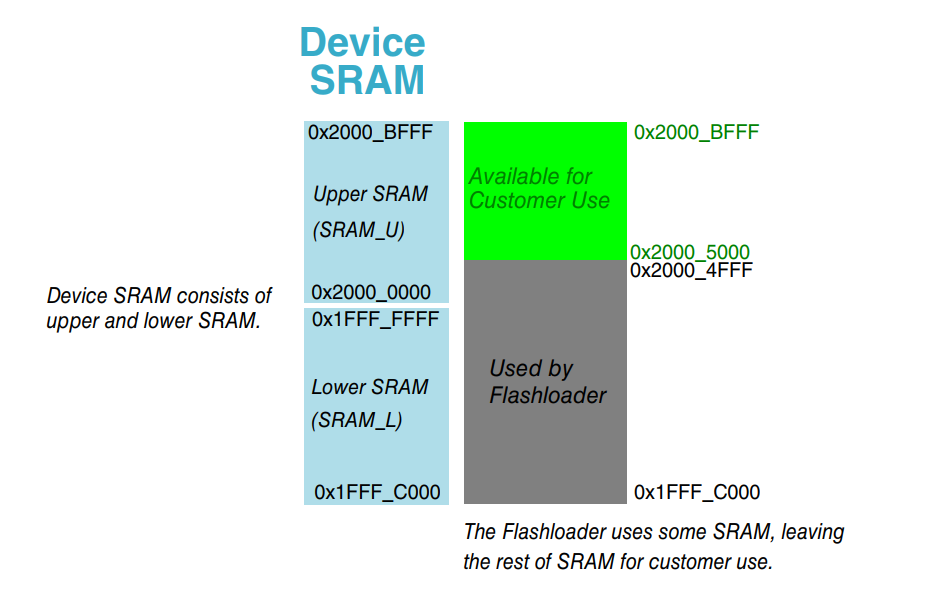 Device
SRAM
0x2000_BFFF
Upper SRAM
(SRAM_U)
0x2000_0000
0x1FFF_FFFF
Lower SRAM
(SRAM_L)
0x1FFF_C000
Device SRAM consists of
upper and lower SRAM.
Available for
Customer Use
Used by
Flashloader
0x2000_BFFF
0x2000_5000
0x2000_4FFF
0x1FFF_C000
The Flashloader uses some SRAM, leaving
the rest of SRAM for customer use.